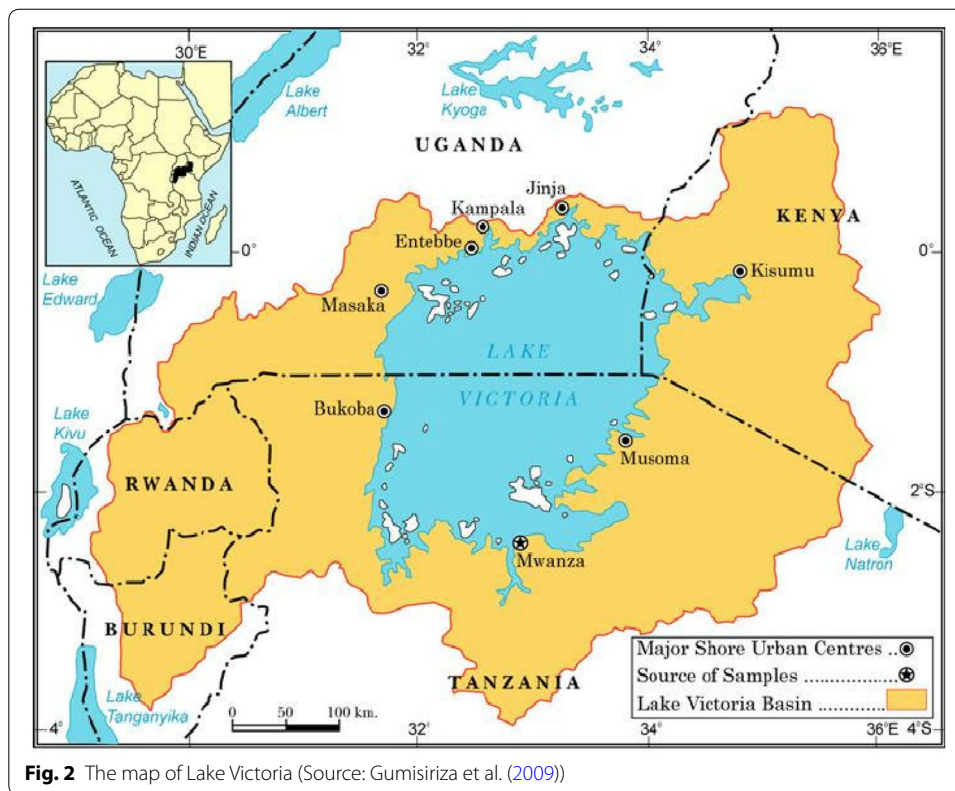 30°E
32°
34°
36°E
Lake
Albert
Lake
Kyoga
UGANDA
ATLANTIC
OCEAN
INDIAN OCEAN
Jinja
Kampala
Entebbe
KENYA
0°
0°
Kisumu
Lake
Edward
Masaka
LAKE
VICTORIA
Bukoba
Lake
Kivu
Musoma
RWANDA
2°S
Mwanza
Lake
Natron
BURUNDI
TANZANIA
Lake
Tanganyika
Major Shore Urban Centres ..
Source of Samples ..............
Lake Victoria Basin ............
0 50 100 km.
4°
32°
34°
36°E 4°S
Fig. 2 The map of Lake Victoria (Source: Gumisiriza et al. (2009))